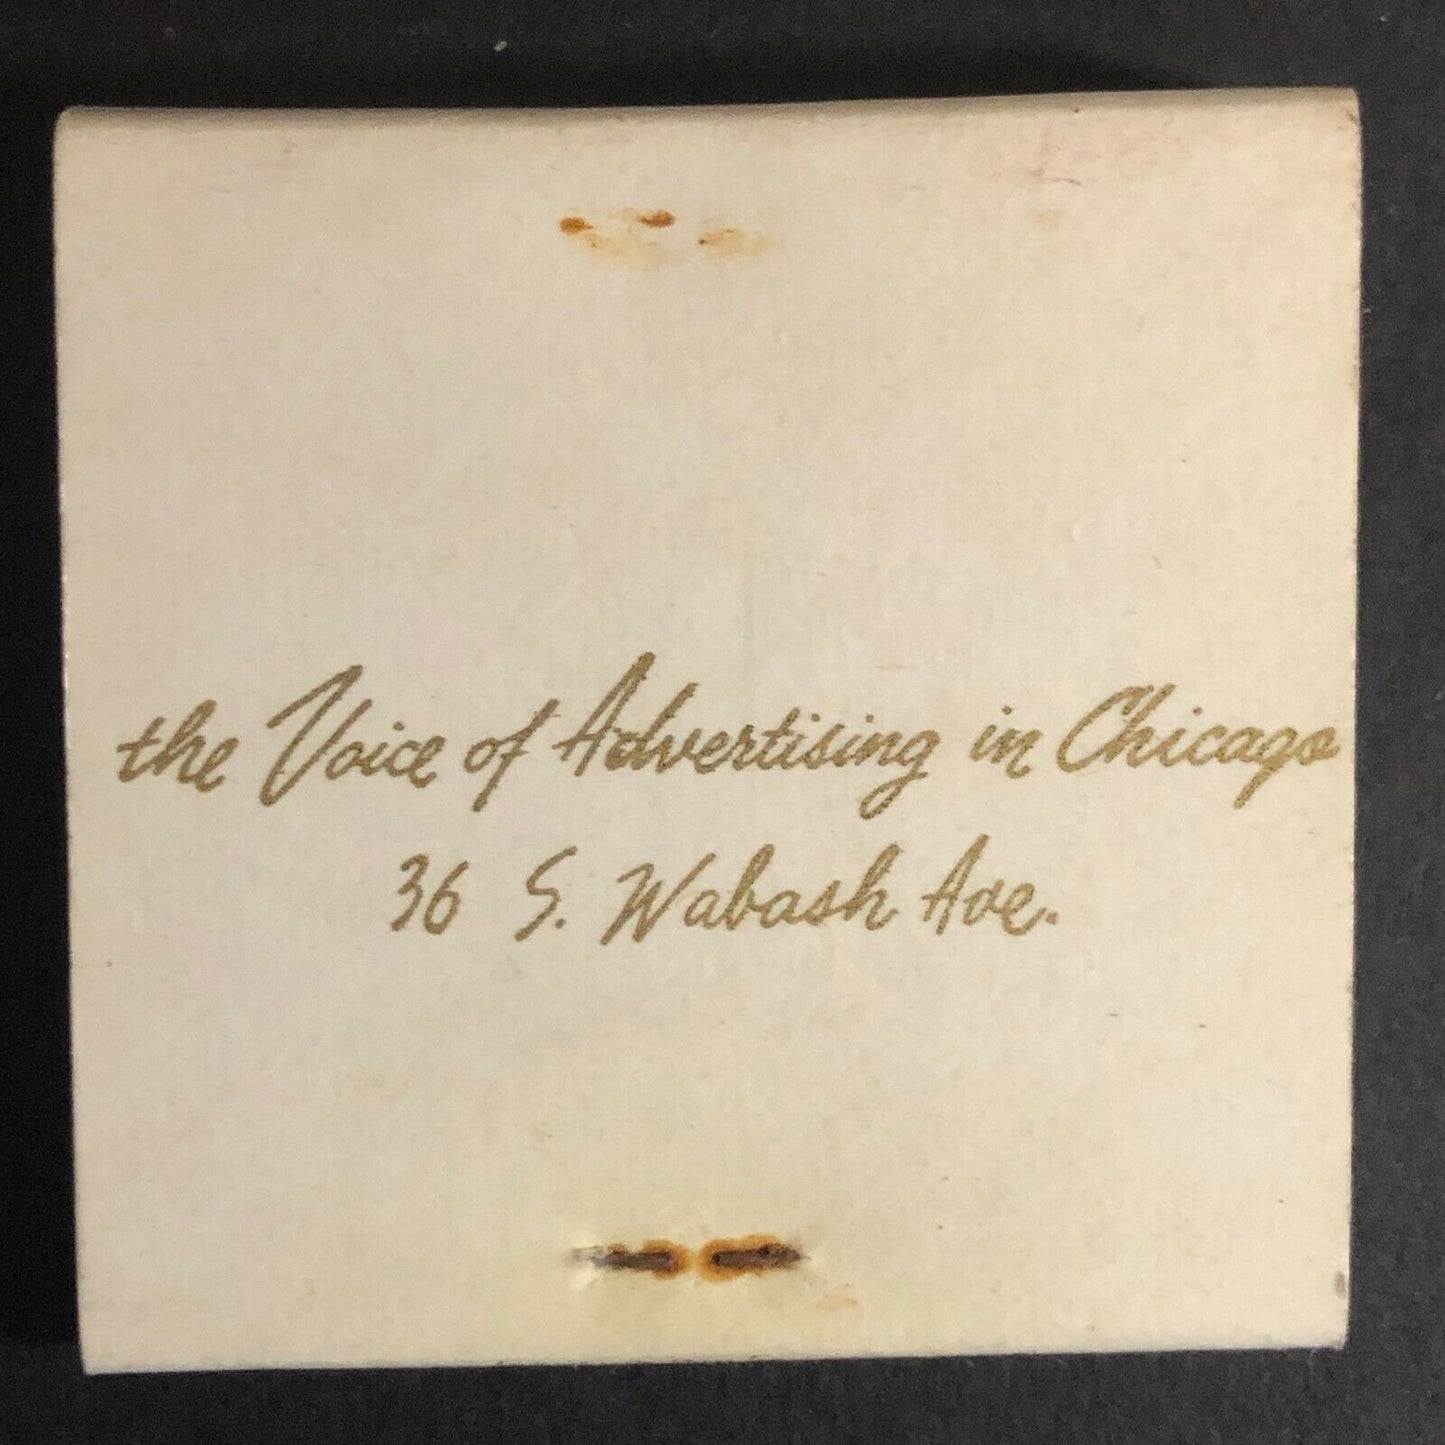 the Voice of Advertising in Chicago
36 S. Wabash Ave.